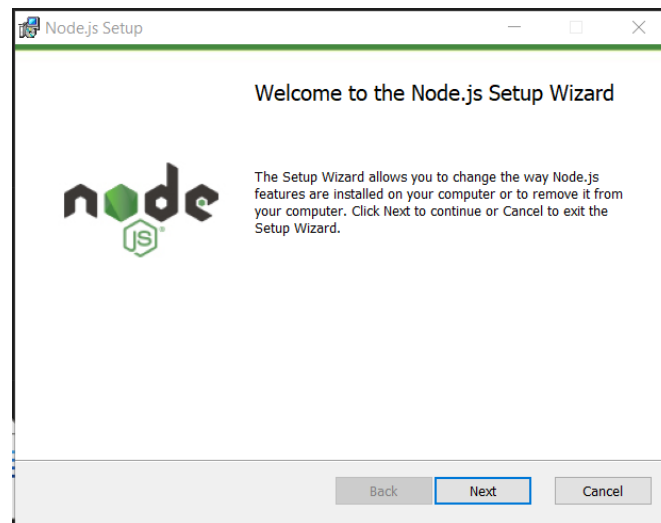 Node.js Setup
Welcome to the Node.js Setup Wizard
The Setup Wizard allows you to change the way Node.js
features are installed on your computer or to remove it from
your computer. Click Next to continue or Cancel to exit the
Setup Wizard.
node
JS
Back Next Cancel